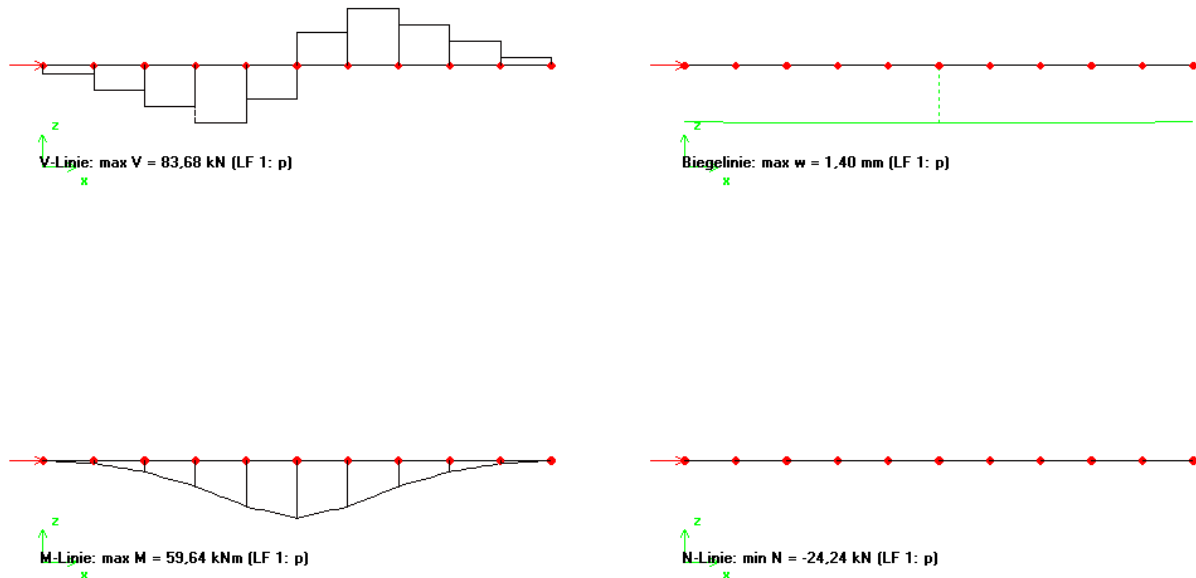 z
V-Linie: max V = 83,68 kN (LF 1: p)
x
z
Biegelinie: max w = 1,40 mm (LF 1: p)
x
z
M-Linie: max M = 59,64 kNm (LF 1: p)
x
z
N-Linie: min N = -24,24 kN (LF 1: p)
x